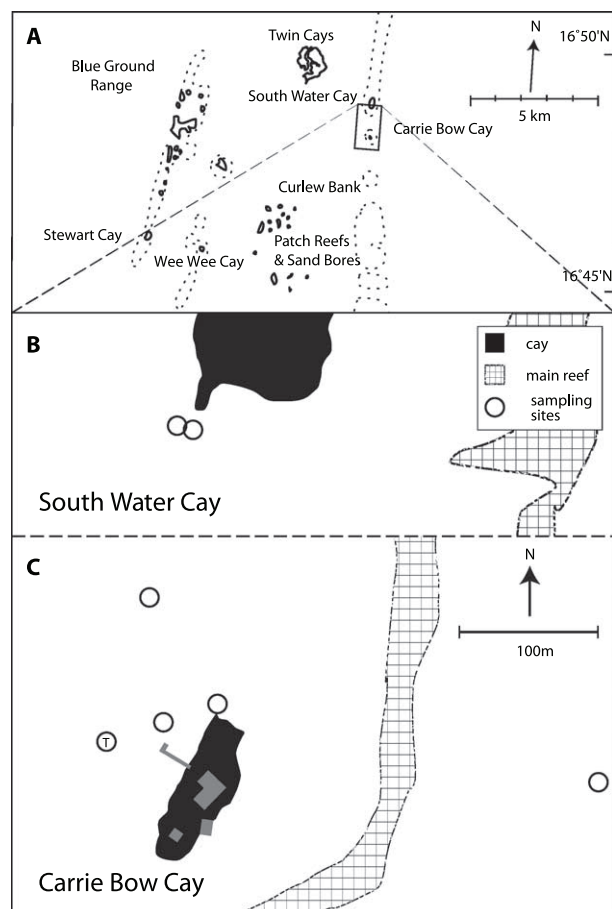 A
Twin Cays
N
16˚50'N
Blue Ground
Range
South Water Cay
5 km
Carrie Bow Cay
Curlew Bank
Stewart Cay
Wee Wee Cay
Patch Reefs
& Sand Bores
16˚45'N
B
cay
main reef
sampling
sites
South Water Cay
C
N
100m
T
Carrie Bow Cay